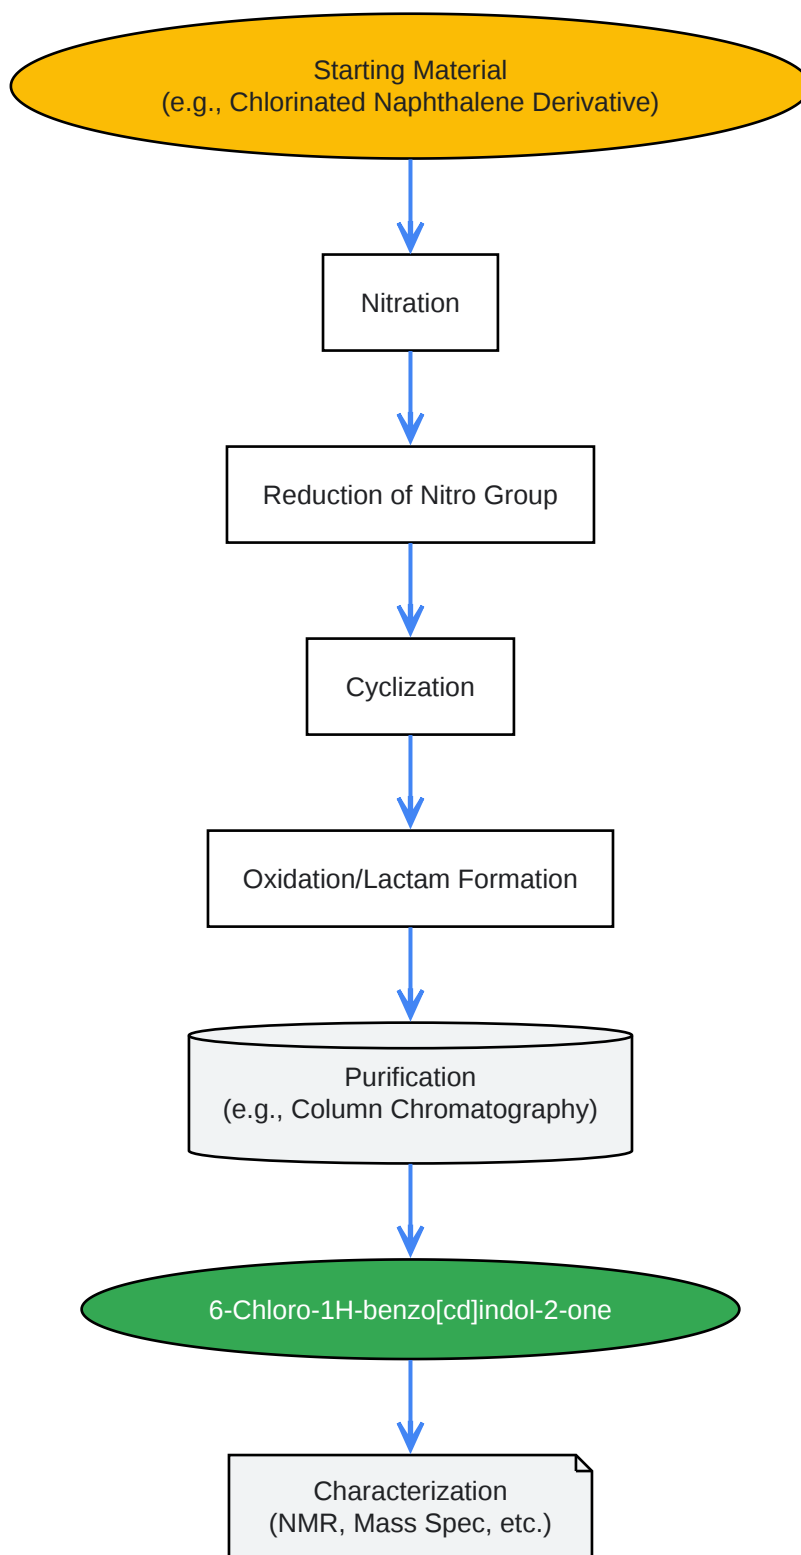 Starting Material
(e.g., Chlorinated Naphthalene Derivative)
Nitration
Reduction of Nitro Group
Cyclization
Oxidation/Lactam Formation
Purification
(e.g., Column Chromatography)
6-Chloro-1H-benzo[cd]indol-2-one
Characterization
(NMR, Mass Spec, etc.)